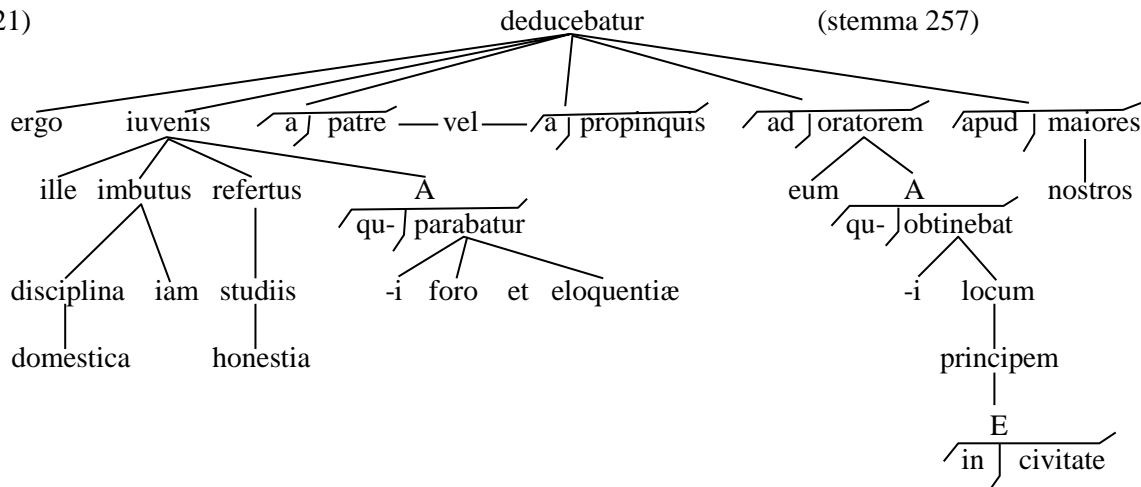 21) deducebatur (stemma 257)
ergo iuvenis a patre vel a propinquis ad oratorem apud maiores
ille imbutus refertus A eum A nostros
qu- parabatur qu- obtinebat
disciplina iam studiis -i foro et eloquentiæ -i locum
domestica honestia principem
E
in civitate